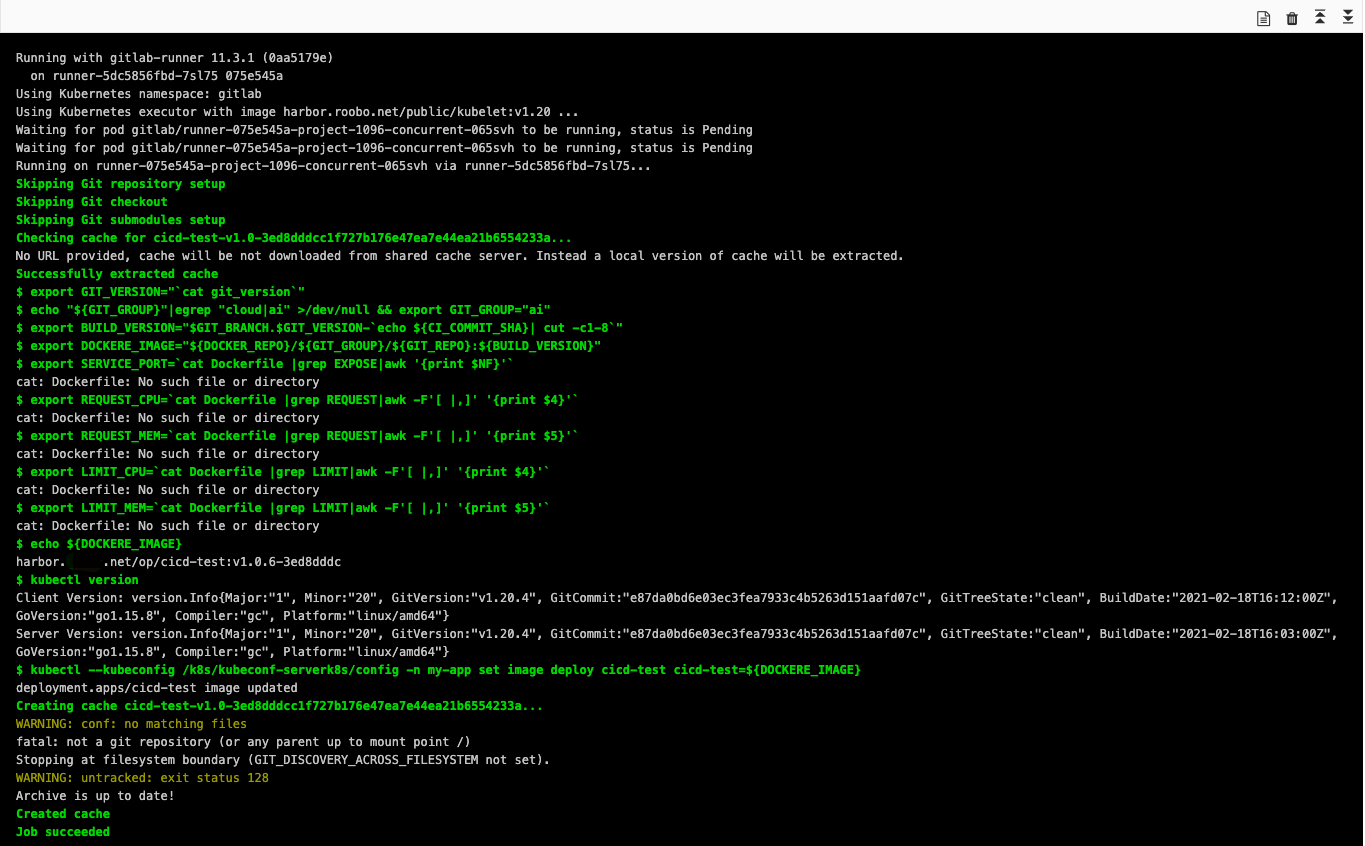 Running with gitlab-runner 11.3.1 (0aa5179e)
  on runner-5dc5856fbd-7sl75 075e545a
Using Kubernetes namespace: gitlab
Using Kubernetes executor with image harbor.roobo.net/public/kubelet:v1.20 ...
Waiting for pod gitlab/runner-075e545a-project-1096-concurrent-065svh to be running, status is Pending
Waiting for pod gitlab/runner-075e545a-project-1096-concurrent-065svh to be running, status is Pending
Running on runner-075e545a-project-1096-concurrent-065svh via runner-5dc5856fbd-7sl75...
Skipping Git repository setup
Skipping Git checkout
Skipping Git submodules setup
Checking cache for cicd-test-v1.0-3ed8dddcc1f727b176e47ea7e44ea21b6554233a...
No URL provided, cache will be not downloaded from shared cache server. Instead a local version of cache will be extracted.
Successfully extracted cache
$ export GIT_VERSION="`cat git_version`"
$ echo "${GIT_GROUP}"|egrep "cloud|ai" >/dev/null && export GIT_GROUP="ai"
$ export BUILD_VERSION="$GIT_BRANCH.$GIT_VERSION-`echo ${CI_COMMIT_SHA}| cut -c1-8`"
$ export DOCKERE_IMAGE="${DOCKER_REPO}/${GIT_GROUP}/${GIT_REPO}:${BUILD_VERSION}"
$ export SERVICE_PORT=`cat Dockerfile |grep EXPOSE|awk '{print $NF}'`
cat: Dockerfile: No such file or directory
$ export REQUEST_CPU=`cat Dockerfile |grep REQUEST|awk -F'[ |,]' '{print $4}'`
cat: Dockerfile: No such file or directory
$ export REQUEST_MEM=`cat Dockerfile |grep REQUEST|awk -F'[ |,]' '{print $5}'`
cat: Dockerfile: No such file or directory
$ export LIMIT_CPU=`cat Dockerfile |grep LIMIT|awk -F'[ |,]' '{print $4}'`
cat: Dockerfile: No such file or directory
$ export LIMIT_MEM=`cat Dockerfile |grep LIMIT|awk -F'[ |,]' '{print $5}'`
cat: Dockerfile: No such file or directory
$ echo ${DOCKERE_IMAGE}
harbor. .net/op/cicd-test:v1.0.6-3ed8dddc
$ kubectl version
Client Version: version.Info{Major:"1", Minor:"20", GitVersion:"v1.20.4", GitCommit:"e87da0bd6e03ec3fea7933c4b5263d151aafd07c", GitTreeState:"clean", BuildDate:"2021-02-18T16:12:00Z",
GoVersion:"go1.15.8", Compiler:"gc", Platform:"linux/amd64"}
Server Version: version.Info{Major:"1", Minor:"20", GitVersion:"v1.20.4", GitCommit:"e87da0bd6e03ec3fea7933c4b5263d151aafd07c", GitTreeState:"clean", BuildDate:"2021-02-18T16:03:00Z",
GoVersion:"go1.15.8", Compiler:"gc", Platform:"linux/amd64"}
$ kubectl --kubeconfig /k8s/kubeconf-serverk8s/config -n my-app set image deploy cicd-test cicd-test=${DOCKERE_IMAGE}
deployment.apps/cicd-test image updated
Creating cache cicd-test-v1.0-3ed8dddcc1f727b176e47ea7e44ea21b6554233a...
WARNING: conf: no matching files
fatal: not a git repository (or any parent up to mount point /)
Stopping at filesystem boundary (GIT_DISCOVERY_ACROSS_FILESYSTEM not set).
WARNING: untracked: exit status 128
Archive is up to date!
Created cache
Job succeeded